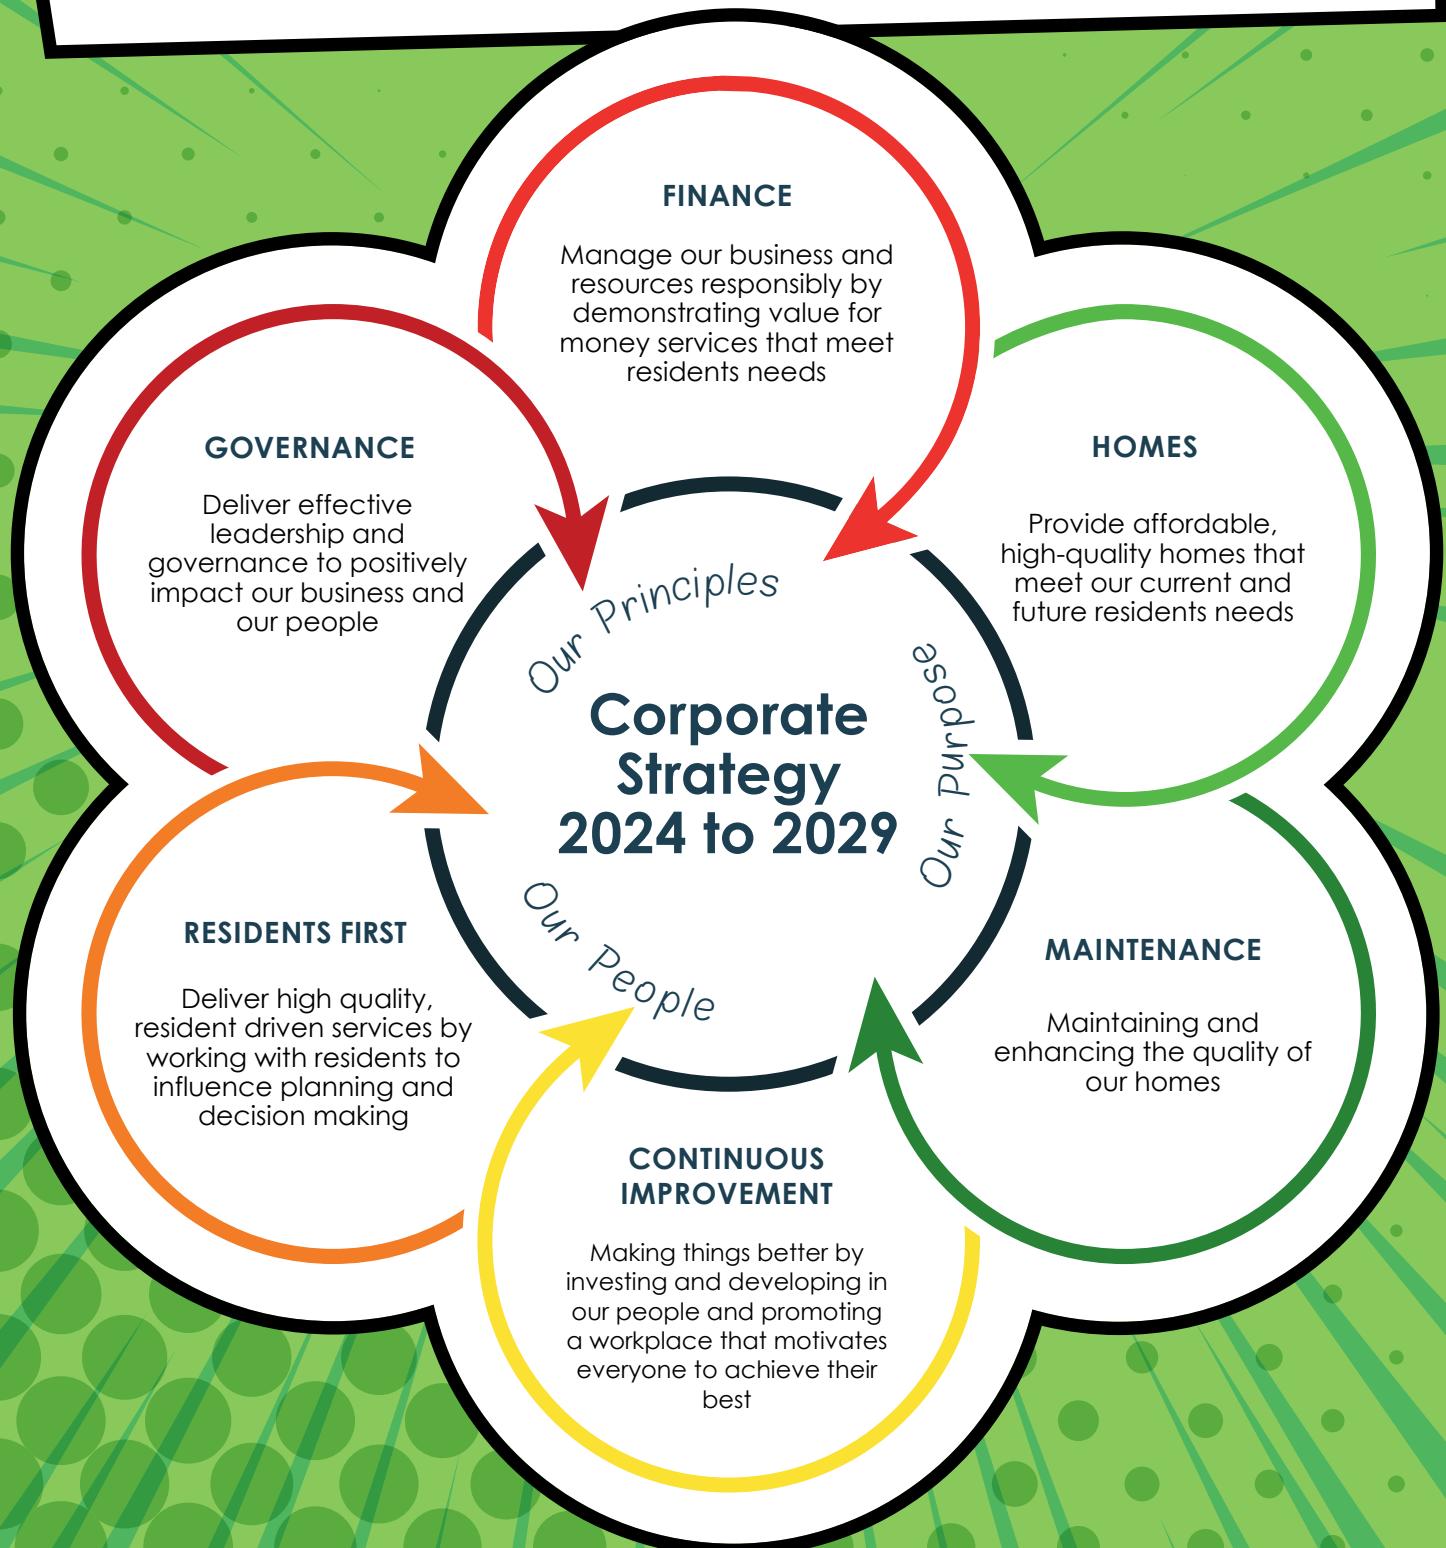 FINANCE
Manage our business and
resources responsibly by
demonstrating value for
money services that meet
residents needs
GOVERNANCE
Deliver effective
leadership and
governance to positively
impact our business and
our people
HOMES
Provide affordable,
high-quality homes that
meet our current and
future residents needs
Our Principles
Our Purpose
Corporate
Strategy
2024 to 2029
Our People
RESIDENTS FIRST
Deliver high quality,
resident driven services by
working with residents to
influence planning and
decision making
MAINTENANCE
Maintaining and
enhancing the quality of
our homes
CONTINUOUS
IMPROVEMENT
Making things better by
investing and developing in
our people and promoting
a workplace that motivates
everyone to achieve their
best